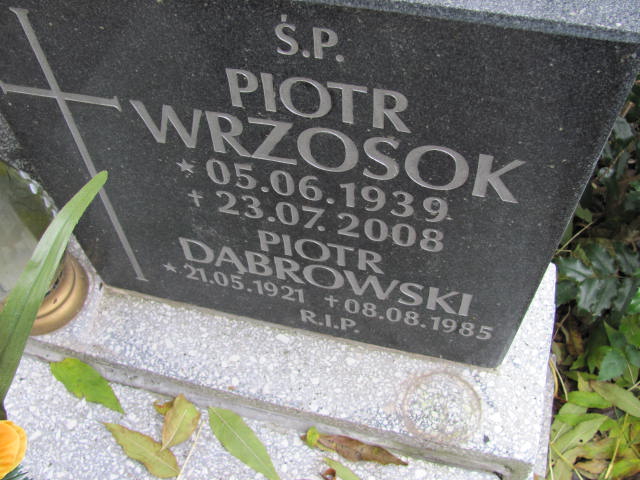 Ś.P.
PIOTR
WRZOSOK
* 05.06.1939
+ 23.07.2008
PIOTR
DĄBROWSKI
* 21.05.1921 + 08.08.1985
R.I.P.